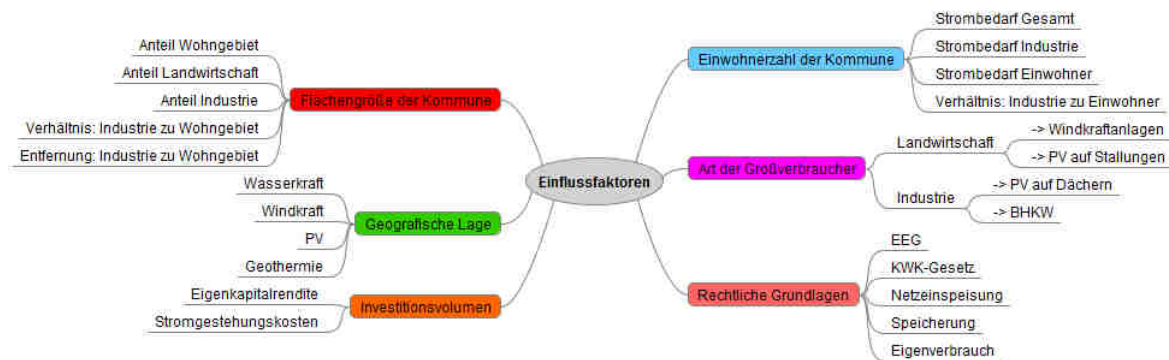 Einflussfaktoren
Flächengröße der Kommune
Anteil Wohngebiet
Anteil Landwirtschaft
Anteil Industrie
Verhältnis: Industrie zu Wohngebiet
Entfernung: Industrie zu Wohngebiet
Geografische Lage
Wasserkraft
Windkraft
PV
Geothermie
Investitionsvolumen
Eigenkapitalrendite
Stromgestehungskosten
Einwohnerzahl der Kommune
Strombedarf Gesamt
Strombedarf Industrie
Strombedarf Einwohner
Verhältnis: Industrie zu Einwohner
Art der Großverbraucher
Landwirtschaft
-> Windkraftanlagen
-> PV auf Stallungen
Industrie
-> PV auf Dächern
-> BHKW
Rechtliche Grundlagen
EEG
KWK-Gesetz
Netzeinspeisung
Speicherung
Eigenverbrauch